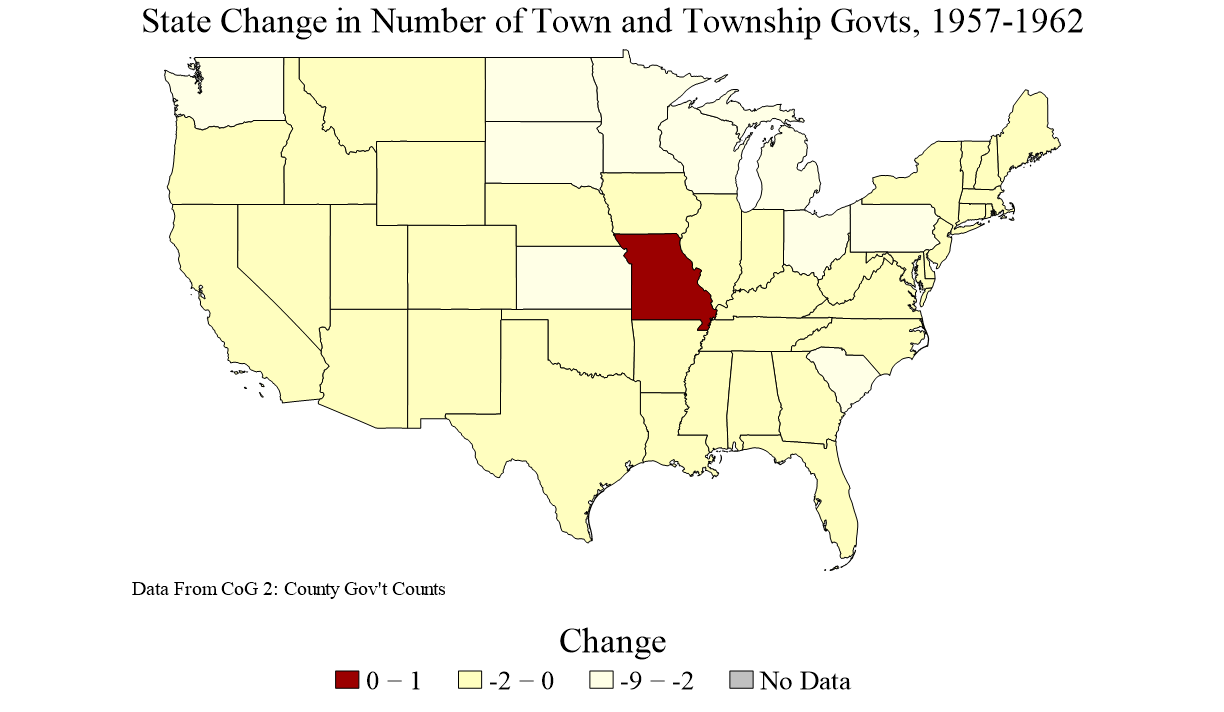 State Change in Number of Town and Township Govts, 1957-1962
Data From CoG 2: County Gov't Counts
Change
0 − 1 -2 − 0 -9 − -2 No Data